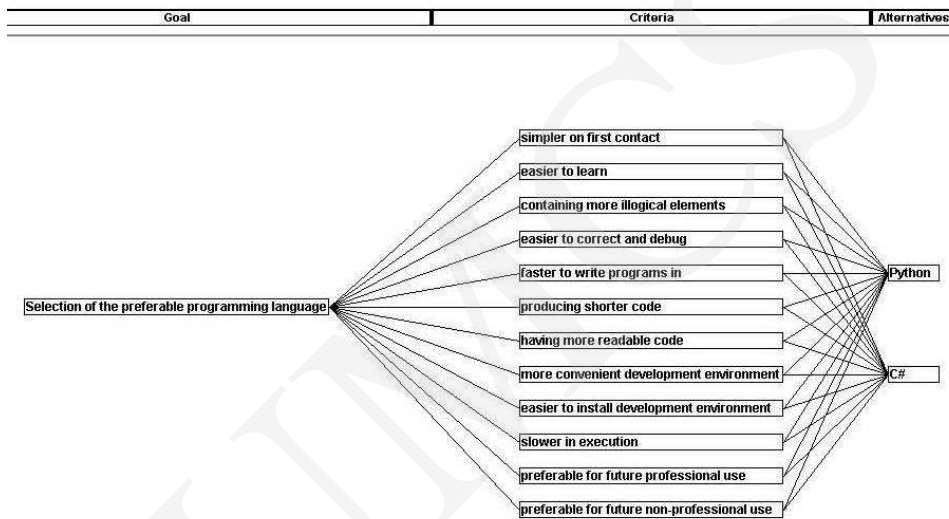 Goal
Criteria
Alternatives
simpler on first contact
easier to learn
containing more illogical elements
easier to correct and debug
faster to write programs in
Python
Selection of the preferable programming language
producing shorter code
having more readable code
more convenient development environment
C#
easier to install development environment
slower in execution
preferable for future professional use
preferable for future non-professional use
UMCS